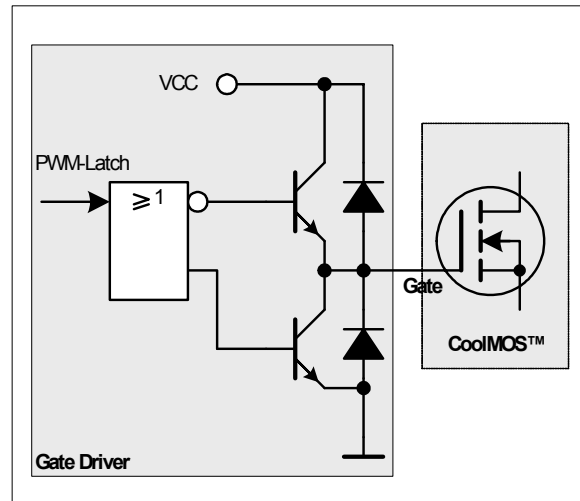 VCC
PWM-Latch
≥1
Gate
CoolMOS™
Gate Driver